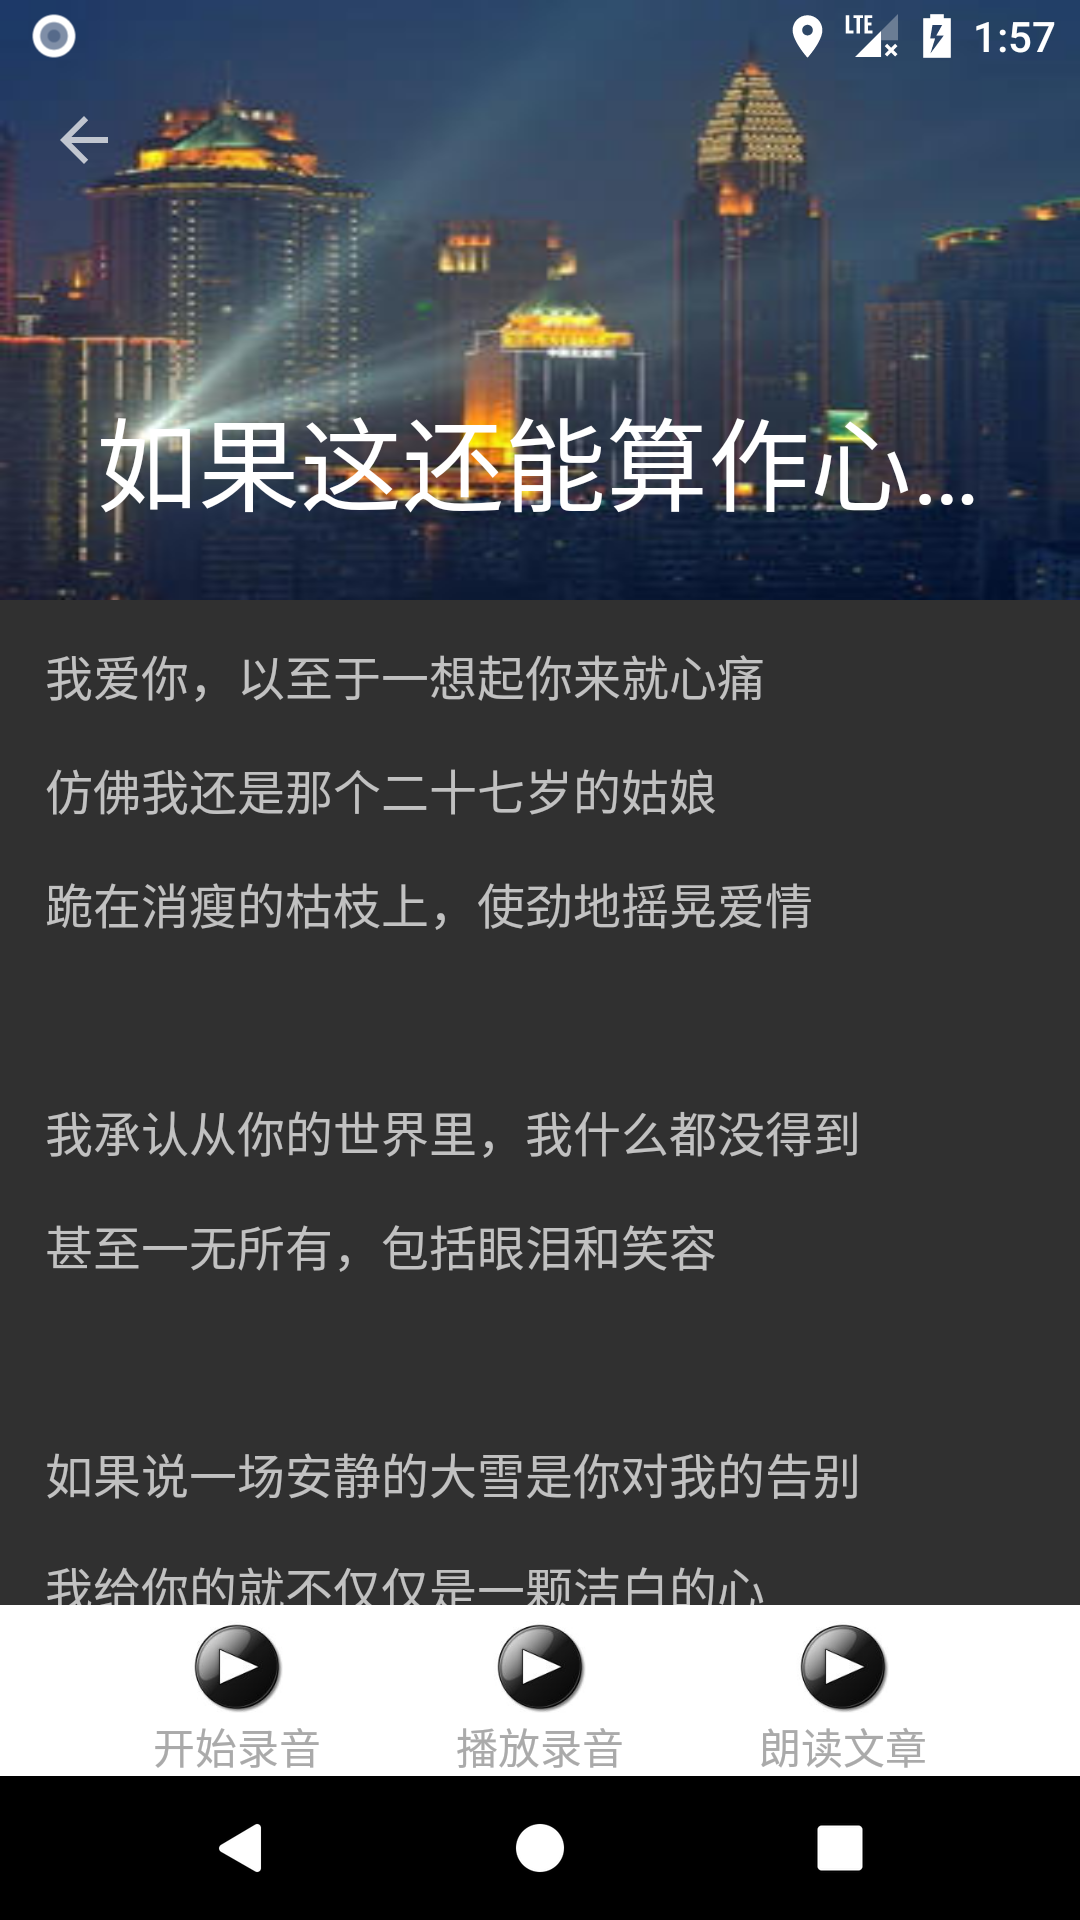 LTE 1:57
如果这还能算作心...
我爱你，以至于一想起你来就心痛
仿佛我还是那个二十七岁的姑娘
跪在消瘦的枯枝上，使劲地摇晃爱情
我承认从你的世界里，我什么都没得到
甚至一无所有，包括眼泪和笑容
如果说一场安静的大雪是你对我的告别
我给你的就不仅仅是一颗洁白的心
开始录音 播放录音 朗读文章